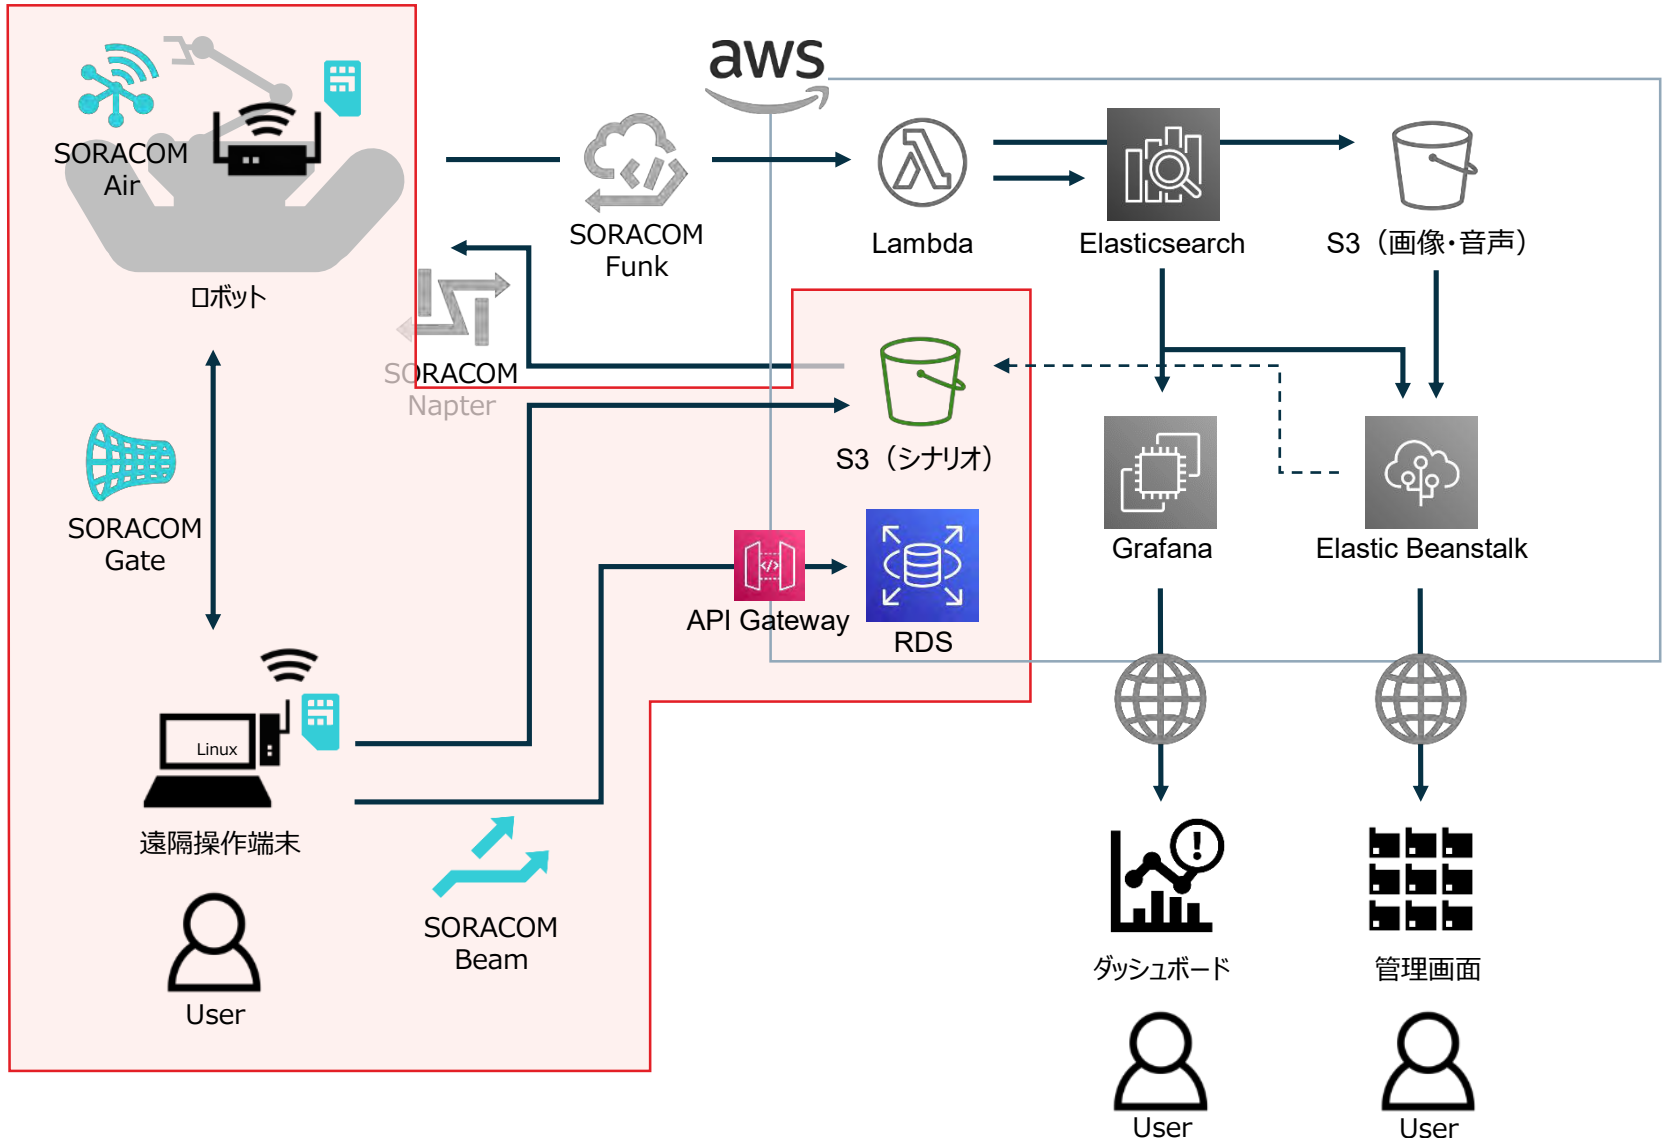 aws
SORACOM
Air
ロボット
SORACOM
Funk
Lambda
Elasticsearch
S3（画像・音声）
SORACOM
Napter
S3（シナリオ）
SORACOM
Gate
API Gateway
RDS
Grafana
Elastic Beanstalk
Linux
遠隔操作端末
SORACOM
Beam
User
ダッシュボード
管理画面
User
User